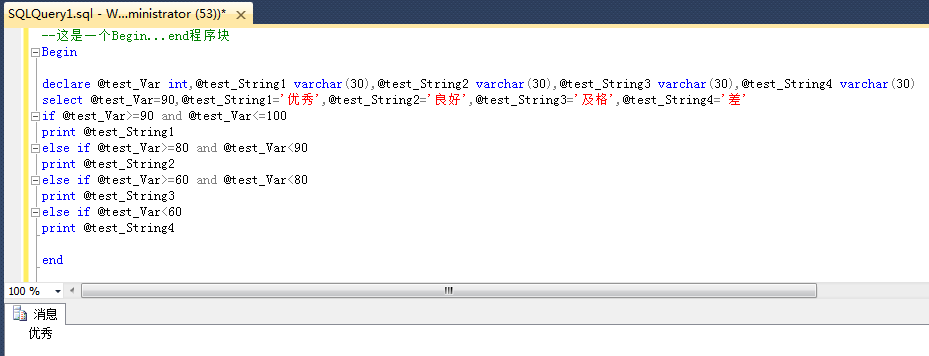 SQLQuery1.sql - W...ministrator (53))*
--这是一个Begin...end程序块
Begin
declare @test_Var int,@test_String1 varchar(30),@test_String2 varchar(30),@test_String3 varchar(30),@test_String4 varchar(30)
select @test_Var=90,@test_String1='优秀',@test_String2='良好',@test_String3='及格',@test_String4='差'
if @test_Var>=90 and @test_Var<=100
print @test_String1
else if @test_Var>=80 and @test_Var<90
print @test_String2
else if @test_Var>=60 and @test_Var<80
print @test_String3
else if @test_Var<60
print @test_String4
end
100 %
消息
优秀